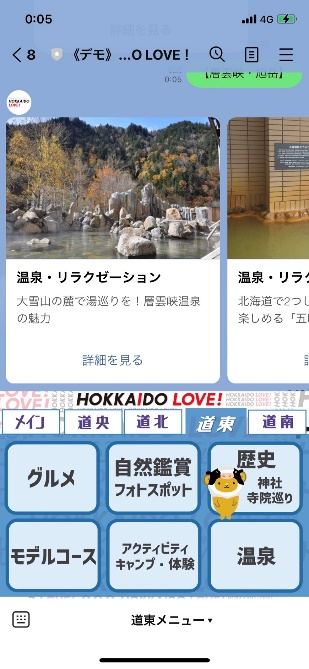 0:05
4G
8
《デモ》...O LOVE！
0:05
【層雲峡・旭岳】
HOKKAIDO
LOVE!
温泉・リラクゼーション
大雪山の麓で湯巡りを！層雲峡温泉
の魅力
詳細を見る
温泉・リラク
北海道で2つし
楽しめる「五
HOKKAIDO LOVE!
メイン
道央
道北
道東
道南
グルメ
自然鑑賞
フォトスポット
歴史
神社
寺院巡り
モデルコース
アクティビティ
キャンプ・体験
温泉
道東メニュー▾